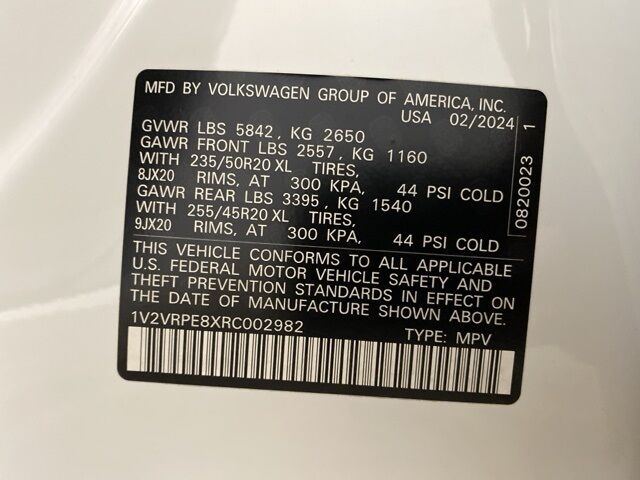 MFD BY VOLKSWAGEN GROUP OF AMERICA, INC.
USA 02/2024
GVWR LBS 5842, KG 2650
GAWR FRONT LBS 2557, KG 1160
WITH 235/50R20 XL TIRES,
8JX20 RIMS, AT 300 KPA, 44 PSI COLD
GAWR REAR LBS 3395, KG 1540
WITH 255/45R20 XL TIRES,
9JX20 RIMS, AT 300 KPA, 44 PSI COLD
THIS VEHICLE CONFORMS TO ALL APPLICABLE
U.S. FEDERAL MOTOR VEHICLE SAFETY AND
THEFT PREVENTION STANDARDS IN EFFECT ON
THE DATE OF MANUFACTURE SHOWN ABOVE.
1V2VRPE8XRC002982 TYPE: MPV
0820023 1